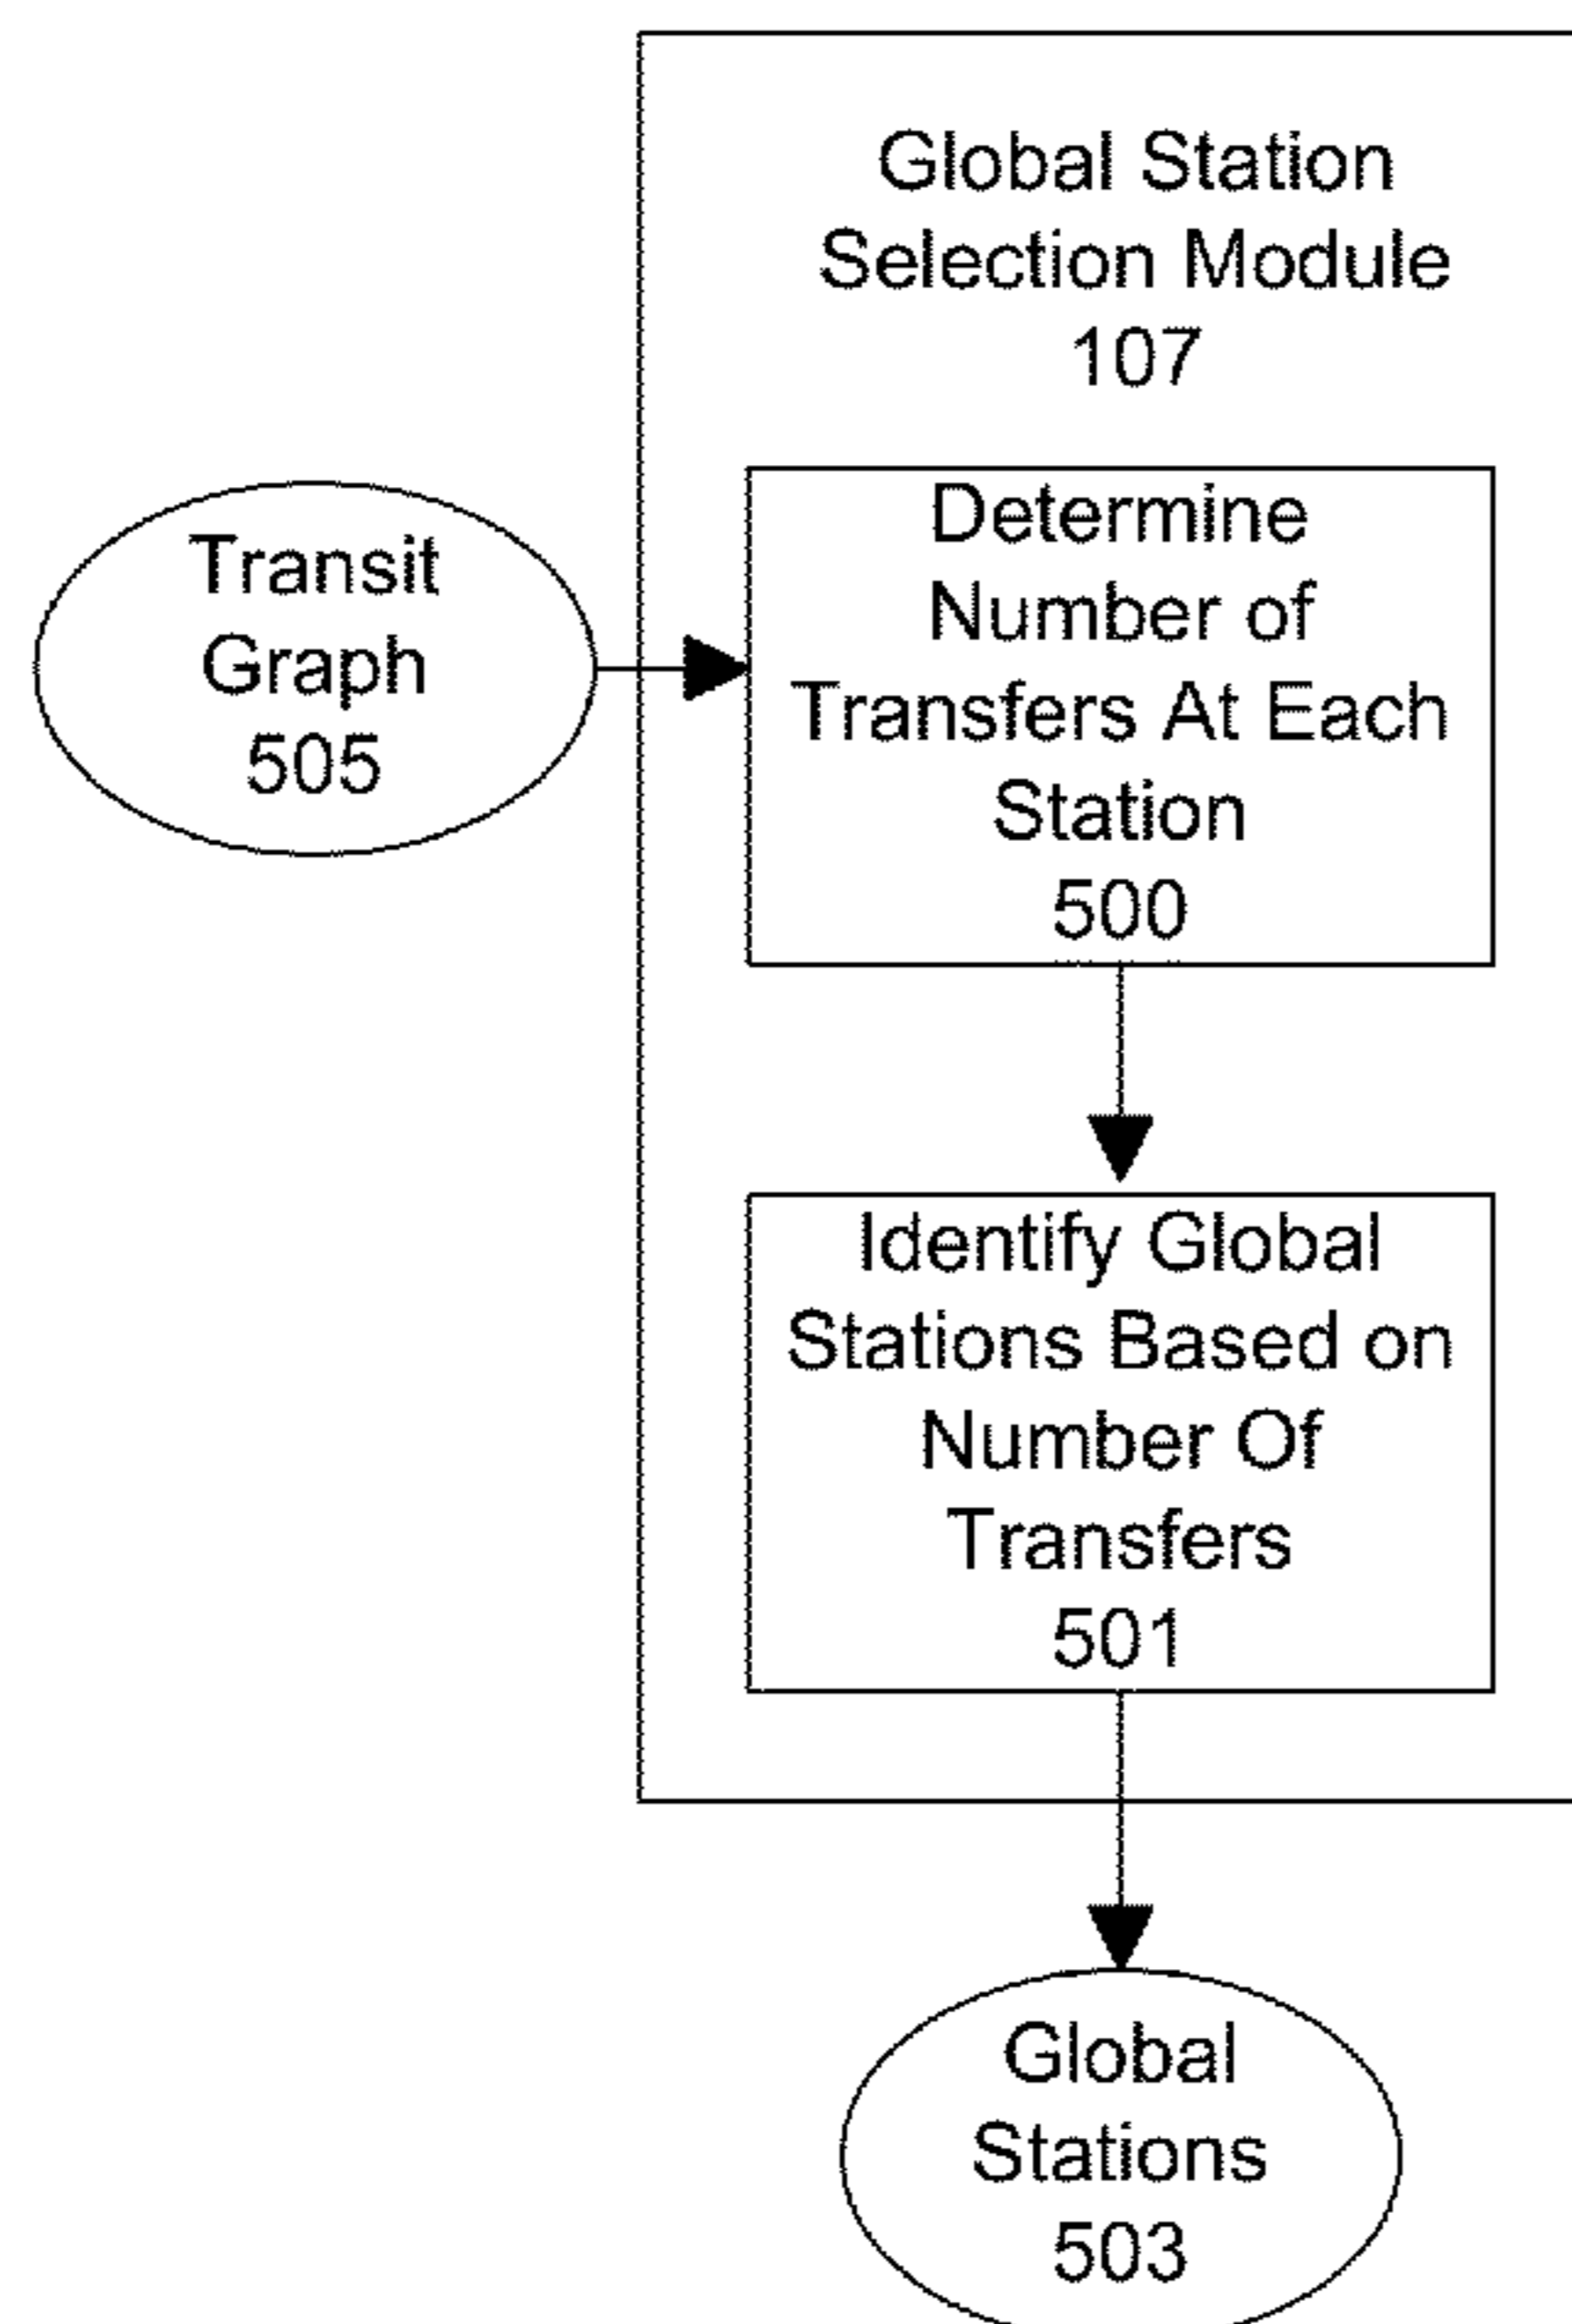 Global Station
Selection Module
107
Transit
Graph
505
Determine
Number of
Transfers At Each
Station
500
Identify Global
Stations Based on
Number Of
Transfers
501
Global
Stations
503